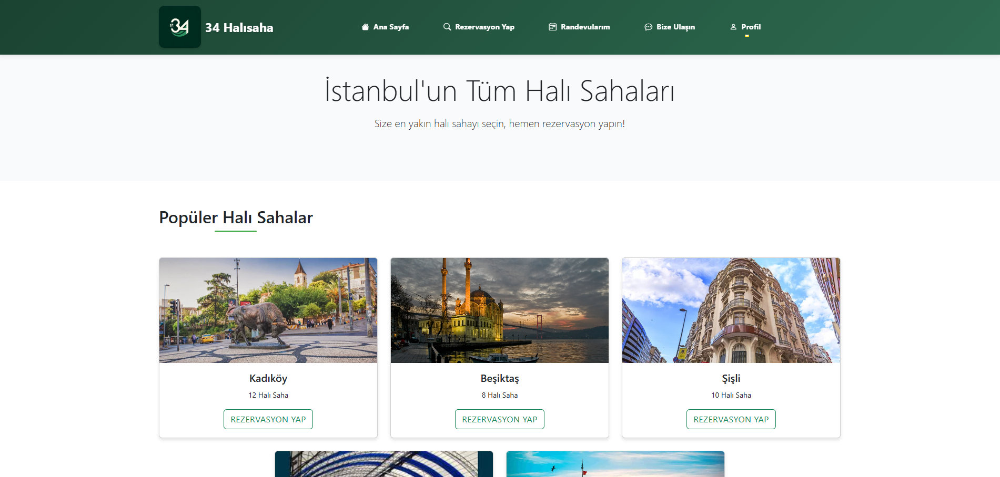 34
34 Halısaha
Ana Sayfa
Rezervasyon Yap
Randevularım
Bize Ulaşın
Profil
İstanbul'un Tüm Halı Sahaları
Size en yakın halı sahayı seçin, hemen rezervasyon yapın!
Popüler Halı Sahalar
Kadıköy
12 Halı Saha
REZERVASYON YAP
Beşiktaş
8 Halı Saha
REZERVASYON YAP
Şişli
10 Halı Saha
REZERVASYON YAP